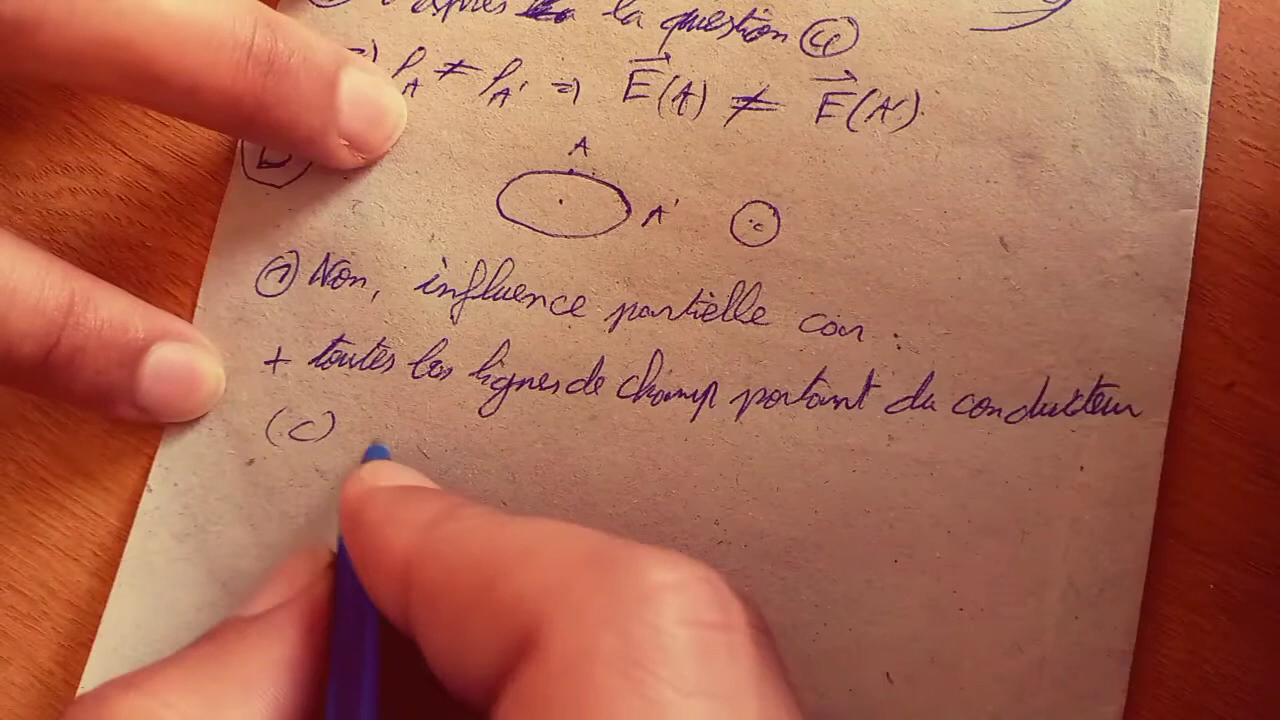 d'après la la question ④
⇒ ρA ≠ ρA' ⇒ E⃗(A) ≠ E⃗(A').
A
A' c
① Non, influence partielle car :
+ toutes les lignes de champ partant du conducteur
(C)